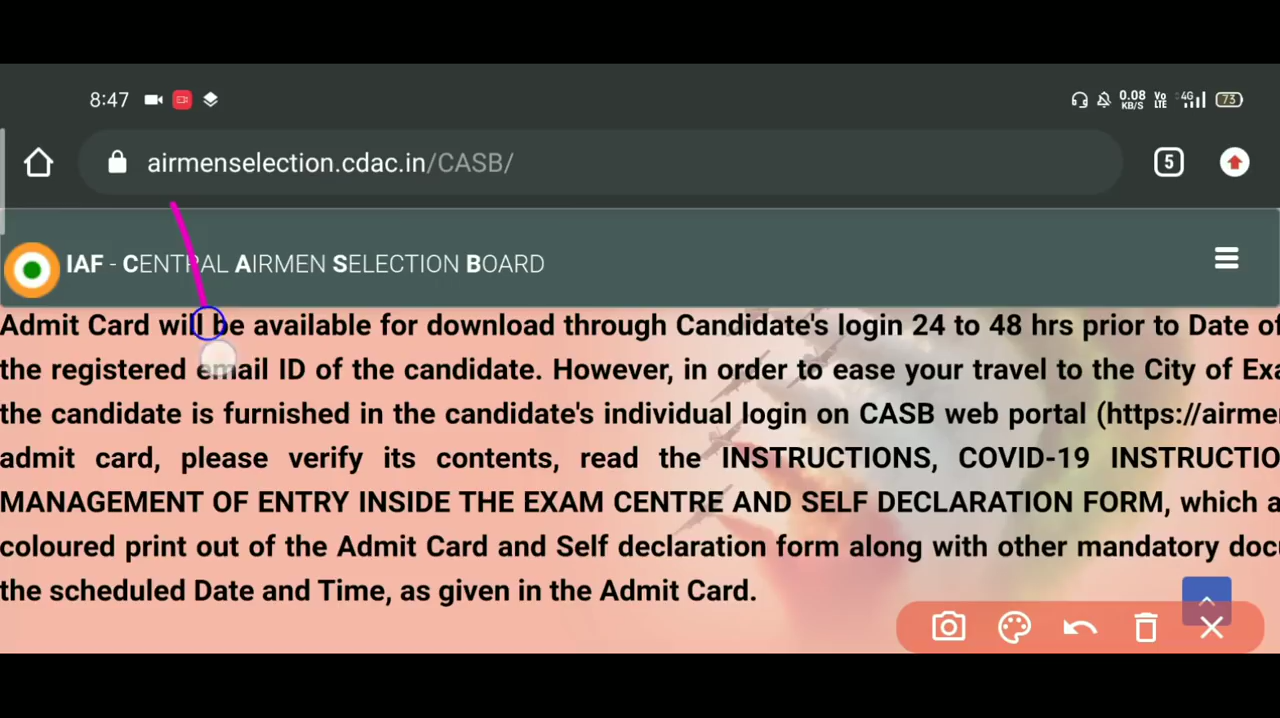 8:47 0.08 KB/S Vo LTE 4G 73
airmenselection.cdac.in/CASB/ 5
IAF - CENTRAL AIRMEN SELECTION BOARD
Admit Card will be available for download through Candidate's login 24 to 48 hrs prior to Date of
the registered email ID of the candidate. However, in order to ease your travel to the City of Exa
the candidate is furnished in the candidate's individual login on CASB web portal (https://airme
admit card, please verify its contents, read the INSTRUCTIONS, COVID-19 INSTRUCTIO
MANAGEMENT OF ENTRY INSIDE THE EXAM CENTRE AND SELF DECLARATION FORM, which a
coloured print out of the Admit Card and Self declaration form along with other mandatory doc
the scheduled Date and Time, as given in the Admit Card.